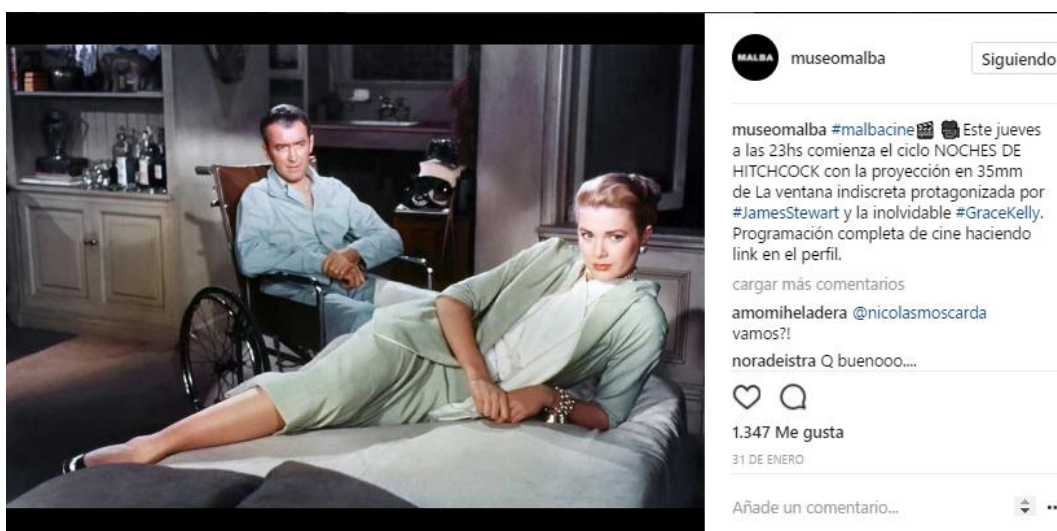 MALBA
museomalba
Siguiendo
museomalba #malbacine Este jueves
a las 23hs comienza el ciclo NOCHES DE
HITCHCOCK con la proyección en 35mm
de La ventana indiscreta protagonizada por
#JamesStewart y la inolvidable #GraceKelly.
Programación completa de cine haciendo
link en el perfil.
cargar más comentarios
amomiheladera @nicolasmoscarda
vamos?!
noradeistra Q buenooo....
1.347 Me gusta
31 DE ENERO
Añade un comentario...